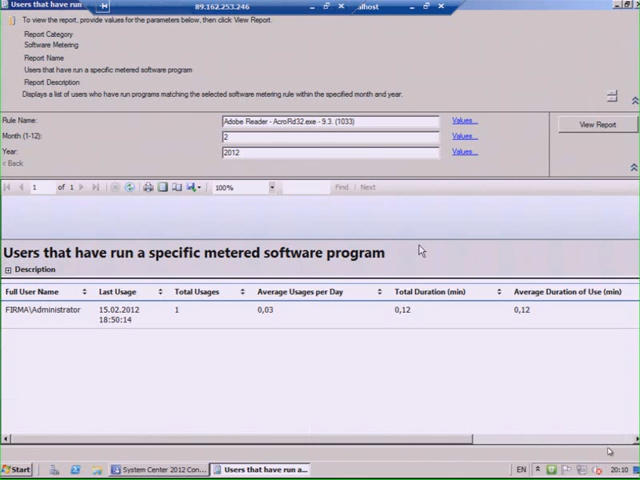 Users that have run
89.162.253.246
alhost
To view the report, provide values for the parameters below, then click View Report.
Report Category
Software Metering
Report Name
Users that have run a specific metered software program
Report Description
Displays a list of users who have run programs matching the selected software metering rule within the specified month and year.
Rule Name: Adobe Reader - AcroRd32.exe - 9.3. (1033) Values...
View Report
Month (1-12): 2 Values...
Year: 2012 Values...
< Back
1 of 1 100% Find | Next
Users that have run a specific metered software program
Description
Full User Name Last Usage Total Usages Average Usages per Day Total Duration (min) Average Duration of Use (min)
FIRMA\Administrator 15.02.2012 1 0,03 0,12 0,12
18:50:14
Start System Center 2012 Con... Users that have run a... EN 20:10